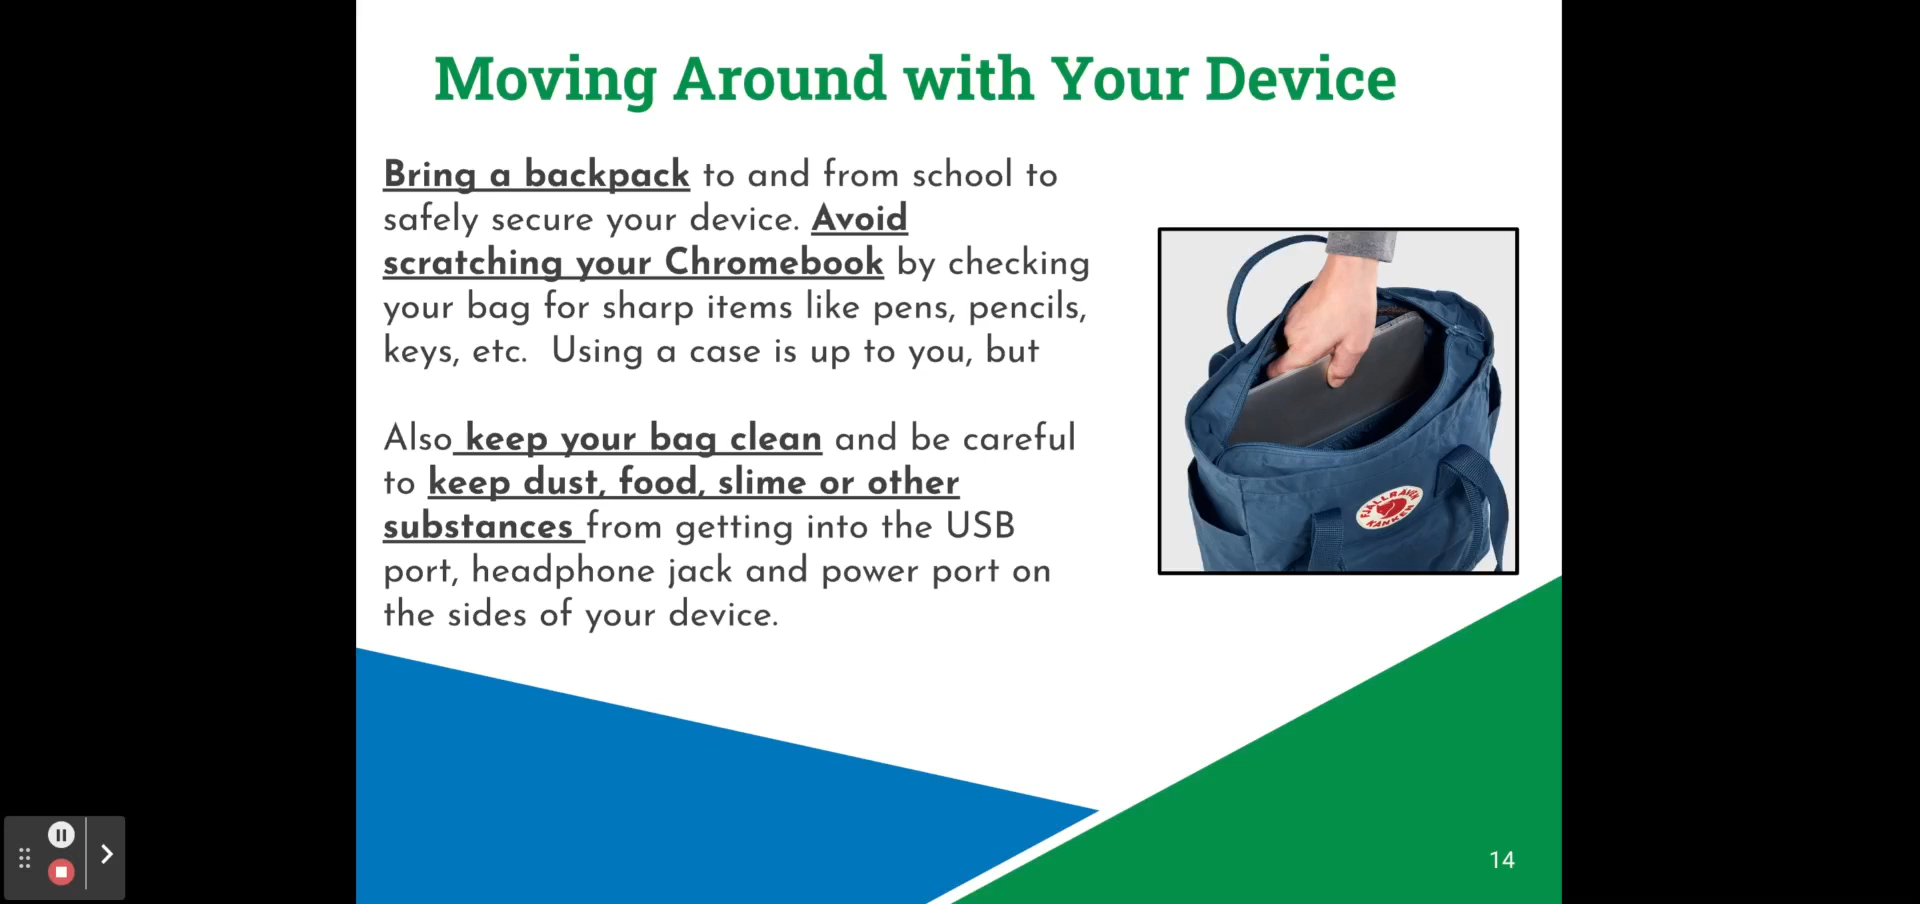 Moving Around with Your Device
Bring a backpack to and from school to
safely secure your device. Avoid
scratching your Chromebook by checking
your bag for sharp items like pens, pencils,
keys, etc.  Using a case is up to you, but
Also keep your bag clean and be careful
to keep dust, food, slime or other
substances from getting into the USB
port, headphone jack and power port on
the sides of your device.
FJÄLLRÄVEN
KÅNKEN
14